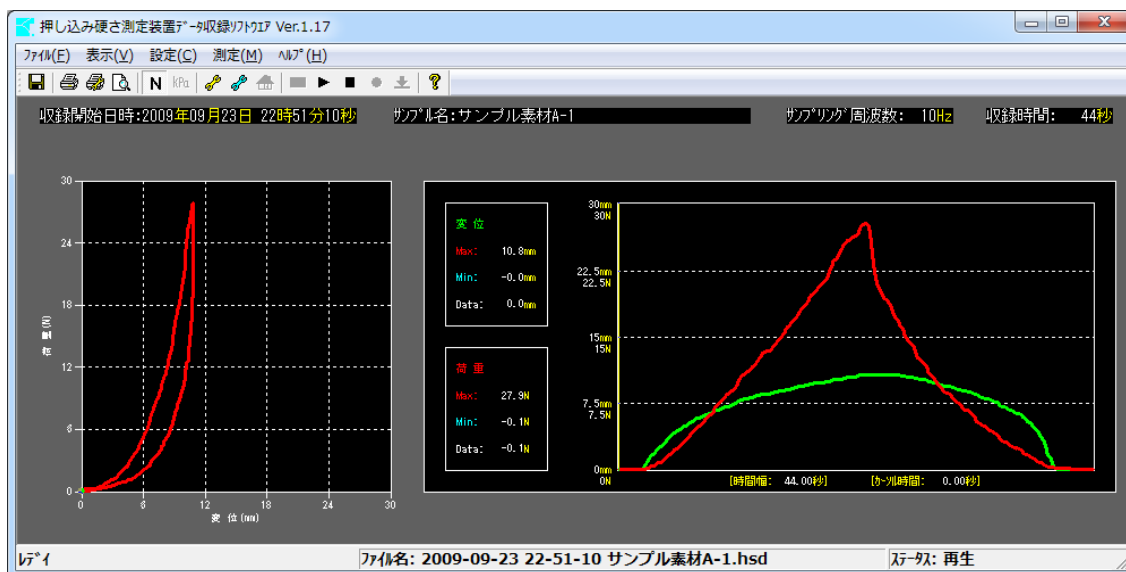 押し込み硬さ測定装置ﾃﾞｰﾀ収録ｿﾌﾄｳｴｱ Ver.1.17
ﾌｧｲﾙ(F) 表示(V) 設定(C) 測定(M) ﾍﾙﾌﾟ(H)
N kPa
収録開始日時:2009年09月23日 22時51分10秒 ｻﾝﾌﾟﾙ名:サンプル素材A-1 ｻﾝﾌﾟﾘﾝｸﾞ周波数: 10Hz 収録時間: 44秒
30
24
18
12
6
0
荷 重 (N)
0 6 12 18 24 30
変 位 (mm)
変 位
Max: 10.8mm
Min: -0.0mm
Data: 0.0mm
荷 重
Max: 27.9N
Min: -0.1N
Data: -0.1N
30mm
30N
22.5mm
22.5N
15mm
15N
7.5mm
7.5N
0mm
0N
[時間幅: 44.00秒] [ｶｰｿﾙ時間: 0.00秒]
ﾚﾃﾞｲ ﾌｧｲﾙ名: 2009-09-23 22-51-10 サンプル素材A-1.hsd ｽﾃｰﾀｽ: 再生